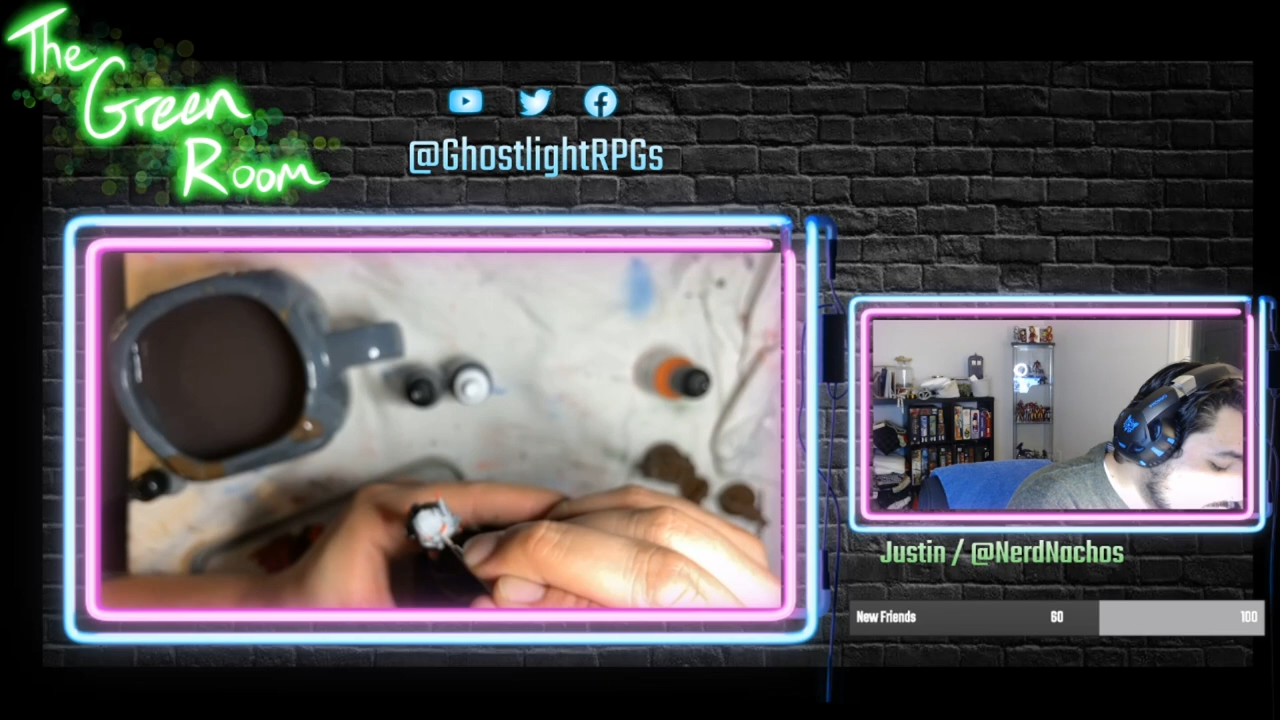 The
Green
Room
@GhostlightRPGs
Justin / @NerdNachos
New Friends 60 100